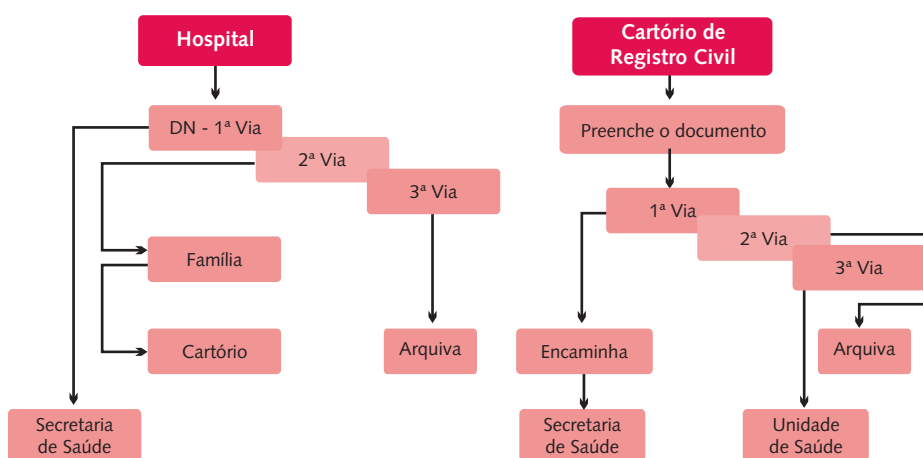 Hospital
DN - 1ª Via
2ª Via
3ª Via
Família
Cartório
Arquiva
Secretaria
de Saúde
Cartório de
Registro Civil
Preenche o documento
1ª Via
2ª Via
3ª Via
Encaminha
Arquiva
Secretaria
de Saúde
Unidade
de Saúde